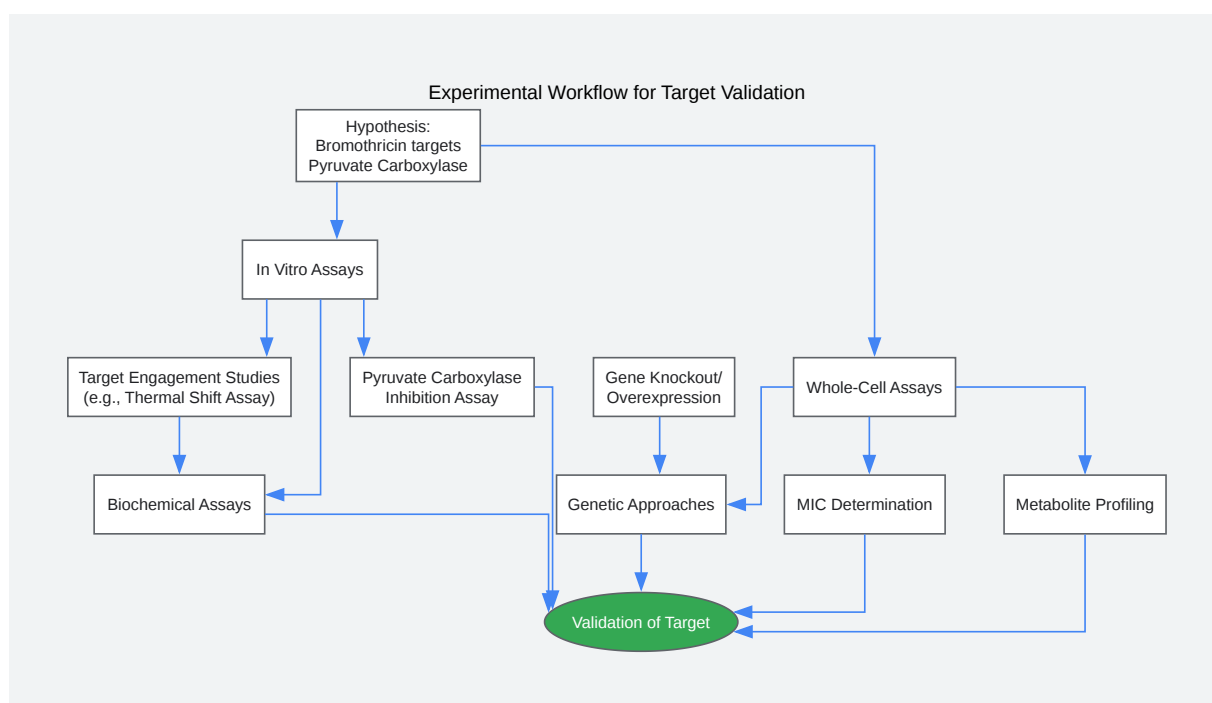 Experimental Workflow for Target Validation
Hypothesis:
Bromothricin targets
Pyruvate Carboxylase
In Vitro Assays
Target Engagement Studies
(e.g., Thermal Shift Assay)
Pyruvate Carboxylase
Inhibition Assay
Gene Knockout/
Overexpression
Whole-Cell Assays
Biochemical Assays
Genetic Approaches
MIC Determination
Metabolite Profiling
Validation of Target